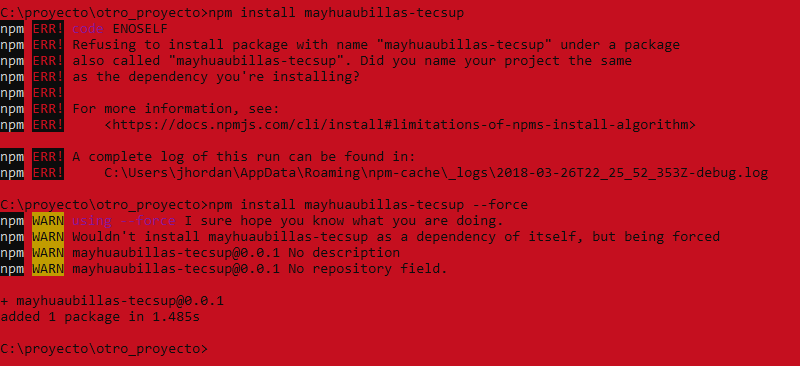 C:\proyecto\otro_proyecto>npm install mayhuaubillas-tecsup
npm ERR! code ENOSELF
npm ERR! Refusing to install package with name "mayhuaubillas-tecsup" under a package
npm ERR! also called "mayhuaubillas-tecsup". Did you name your project the same
npm ERR! as the dependency you're installing?
npm ERR!
npm ERR! For more information, see:
npm ERR!     <https://docs.npmjs.com/cli/install#limitations-of-npms-install-algorithm>
npm ERR! A complete log of this run can be found in:
npm ERR!     C:\Users\jhordan\AppData\Roaming\npm-cache\_logs\2018-03-26T22_25_52_353Z-debug.log
C:\proyecto\otro_proyecto>npm install mayhuaubillas-tecsup --force
npm WARN using --force I sure hope you know what you are doing.
npm WARN Wouldn't install mayhuaubillas-tecsup as a dependency of itself, but being forced
npm WARN mayhuaubillas-tecsup@0.0.1 No description
npm WARN mayhuaubillas-tecsup@0.0.1 No repository field.
+ mayhuaubillas-tecsup@0.0.1
added 1 package in 1.485s
C:\proyecto\otro_proyecto>